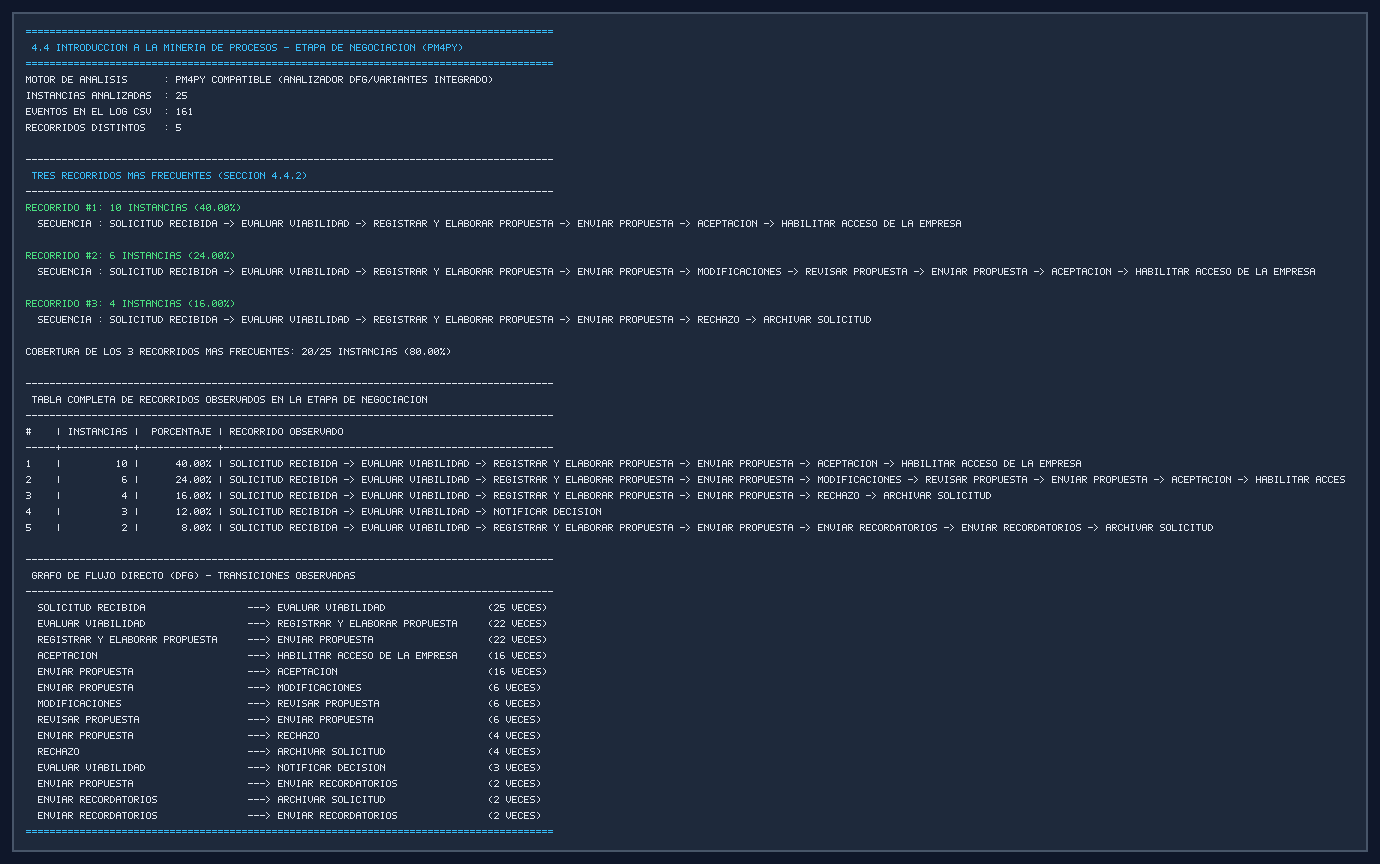 ================================================================================
4.4 INTRODUCCION A LA MINERIA DE PROCESOS - ETAPA DE NEGOCIACION (PM4PY)
================================================================================
MOTOR DE ANALISIS      : PM4PY COMPATIBLE (ANALIZADOR DFG/VARIANTES INTEGRADO)
INSTANCIAS ANALIZADAS  : 25
EVENTOS EN EL LOG CSV  : 161
RECORRIDOS DISTINTOS   : 5
----------------------------------------------------------------------------------------
TRES RECORRIDOS MAS FRECUENTES (SECCION 4.4.2)
----------------------------------------------------------------------------------------
RECORRIDO #1: 10 INSTANCIAS (40.00%)
SECUENCIA : SOLICITUD RECIBIDA -> EVALUAR VIABILIDAD -> REGISTRAR Y ELABORAR PROPUESTA -> ENVIAR PROPUESTA -> ACEPTACION -> HABILITAR ACCESO DE LA EMPRESA
RECORRIDO #2: 6 INSTANCIAS (24.00%)
SECUENCIA : SOLICITUD RECIBIDA -> EVALUAR VIABILIDAD -> REGISTRAR Y ELABORAR PROPUESTA -> ENVIAR PROPUESTA -> MODIFICACIONES -> REVISAR PROPUESTA -> ENVIAR PROPUESTA -> ACEPTACION -> HABILITAR ACCESO DE LA EMPRESA
RECORRIDO #3: 4 INSTANCIAS (16.00%)
SECUENCIA : SOLICITUD RECIBIDA -> EVALUAR VIABILIDAD -> REGISTRAR Y ELABORAR PROPUESTA -> ENVIAR PROPUESTA -> RECHAZO -> ARCHIVAR SOLICITUD
COBERTURA DE LOS 3 RECORRIDOS MAS FRECUENTES: 20/25 INSTANCIAS (80.00%)
----------------------------------------------------------------------------------------
TABLA COMPLETA DE RECORRIDOS OBSERVADOS EN LA ETAPA DE NEGOCIACION
----------------------------------------------------------------------------------------
#    | INSTANCIAS |  PORCENTAJE | RECORRIDO OBSERVADO
-----+------------+-------------+-------------------------------------------------------
1    |         10 |      40.00% | SOLICITUD RECIBIDA -> EVALUAR VIABILIDAD -> REGISTRAR Y ELABORAR PROPUESTA -> ENVIAR PROPUESTA -> ACEPTACION -> HABILITAR ACCESO DE LA EMPRESA
2    |          6 |      24.00% | SOLICITUD RECIBIDA -> EVALUAR VIABILIDAD -> REGISTRAR Y ELABORAR PROPUESTA -> ENVIAR PROPUESTA -> MODIFICACIONES -> REVISAR PROPUESTA -> ENVIAR PROPUESTA -> ACEPTACION -> HABILITAR ACCES
3    |          4 |      16.00% | SOLICITUD RECIBIDA -> EVALUAR VIABILIDAD -> REGISTRAR Y ELABORAR PROPUESTA -> ENVIAR PROPUESTA -> RECHAZO -> ARCHIVAR SOLICITUD
4    |          3 |      12.00% | SOLICITUD RECIBIDA -> EVALUAR VIABILIDAD -> NOTIFICAR DECISION
5    |          2 |       8.00% | SOLICITUD RECIBIDA -> EVALUAR VIABILIDAD -> REGISTRAR Y ELABORAR PROPUESTA -> ENVIAR PROPUESTA -> ENVIAR RECORDATORIOS -> ENVIAR RECORDATORIOS -> ARCHIVAR SOLICITUD
----------------------------------------------------------------------------------------
GRAFO DE FLUJO DIRECTO (DFG) - TRANSICIONES OBSERVADAS
----------------------------------------------------------------------------------------
SOLICITUD RECIBIDA                 ---> EVALUAR VIABILIDAD                 (25 VECES)
EVALUAR VIABILIDAD                 ---> REGISTRAR Y ELABORAR PROPUESTA     (22 VECES)
REGISTRAR Y ELABORAR PROPUESTA     ---> ENVIAR PROPUESTA                   (22 VECES)
ACEPTACION                         ---> HABILITAR ACCESO DE LA EMPRESA     (16 VECES)
ENVIAR PROPUESTA                   ---> ACEPTACION                         (16 VECES)
ENVIAR PROPUESTA                   ---> MODIFICACIONES                     (6 VECES)
MODIFICACIONES                     ---> REVISAR PROPUESTA                  (6 VECES)
REVISAR PROPUESTA                  ---> ENVIAR PROPUESTA                   (6 VECES)
ENVIAR PROPUESTA                   ---> RECHAZO                            (4 VECES)
RECHAZO                            ---> ARCHIVAR SOLICITUD                 (4 VECES)
EVALUAR VIABILIDAD                 ---> NOTIFICAR DECISION                 (3 VECES)
ENVIAR PROPUESTA                   ---> ENVIAR RECORDATORIOS               (2 VECES)
ENVIAR RECORDATORIOS               ---> ARCHIVAR SOLICITUD                 (2 VECES)
ENVIAR RECORDATORIOS               ---> ENVIAR RECORDATORIOS               (2 VECES)
================================================================================